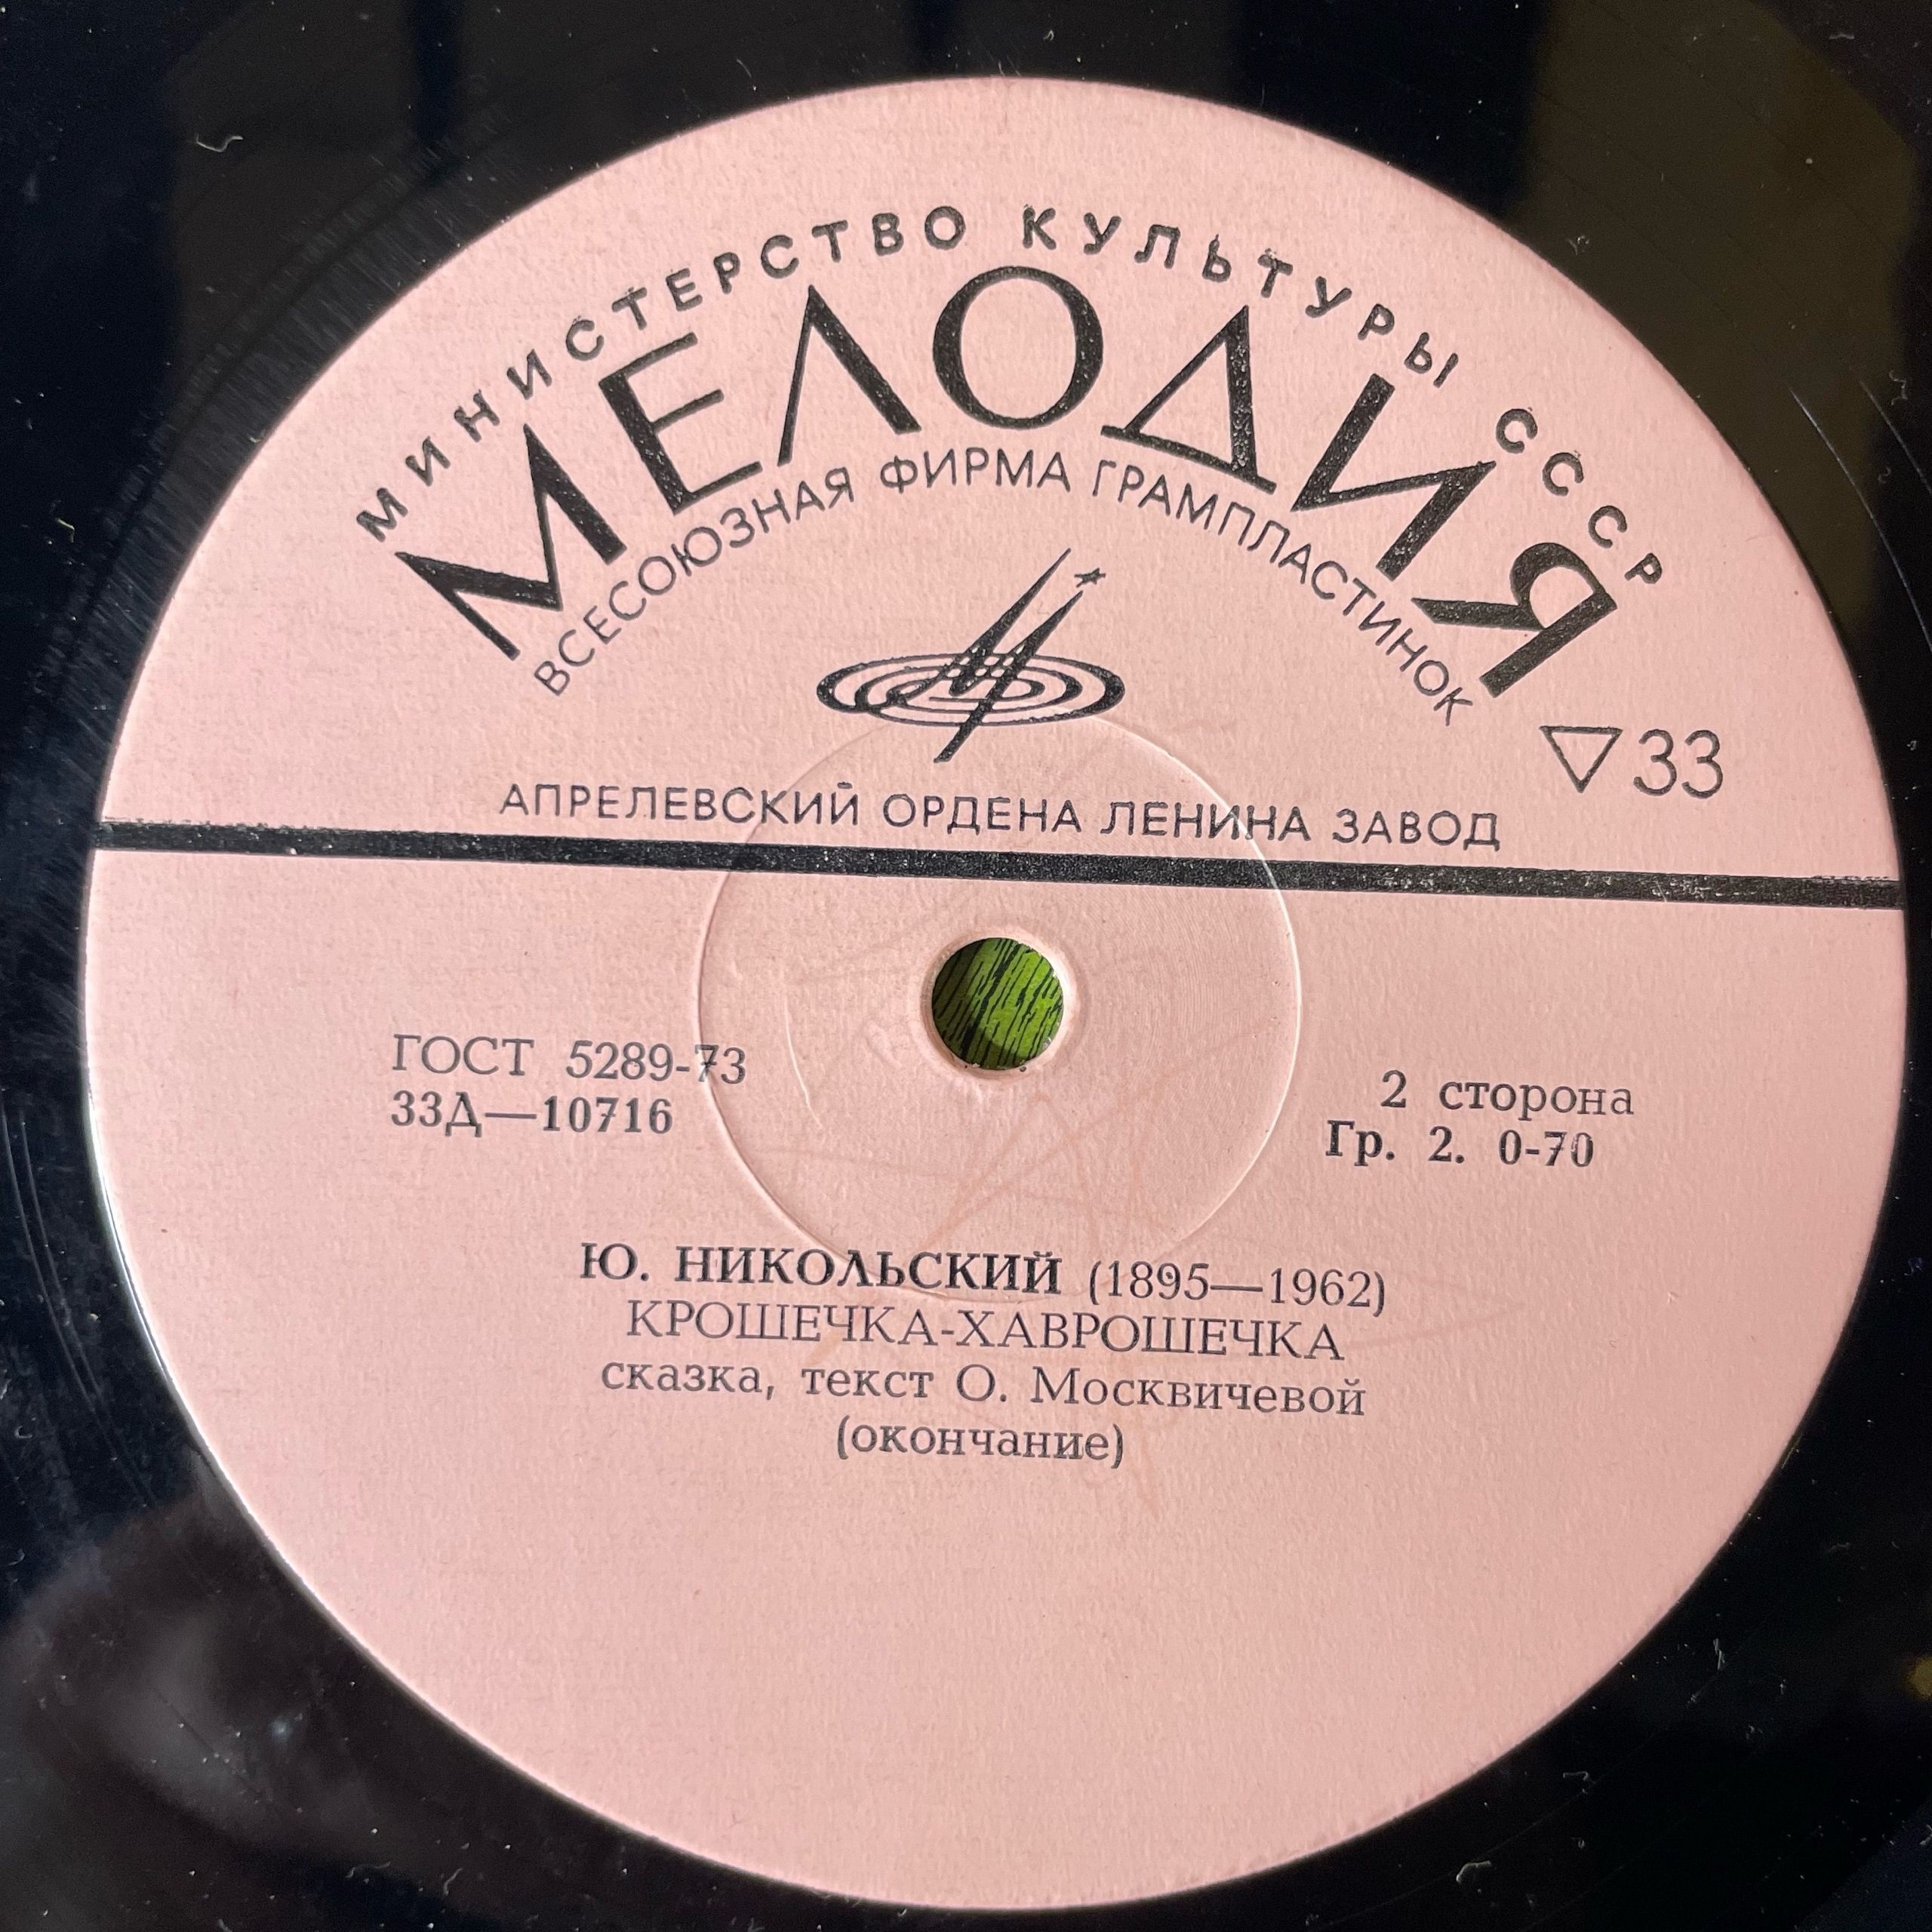 МИНИСТЕРСТВО КУЛЬТУРЫ СССР
МЕЛОДИЯ
ВСЕСОЮЗНАЯ ФИРМА ГРАМПЛАСТИНОК
▽33
АПРЕЛЕВСКИЙ ОРДЕНА ЛЕНИНА ЗАВОД
ГОСТ 5289-73
33Д—10716
2 сторона
Гр. 2. 0-70
Ю. НИКОЛЬСКИЙ (1895—1962)
КРОШЕЧКА-ХАВРОШЕЧКА
сказка, текст О. Москвичевой
(окончание)